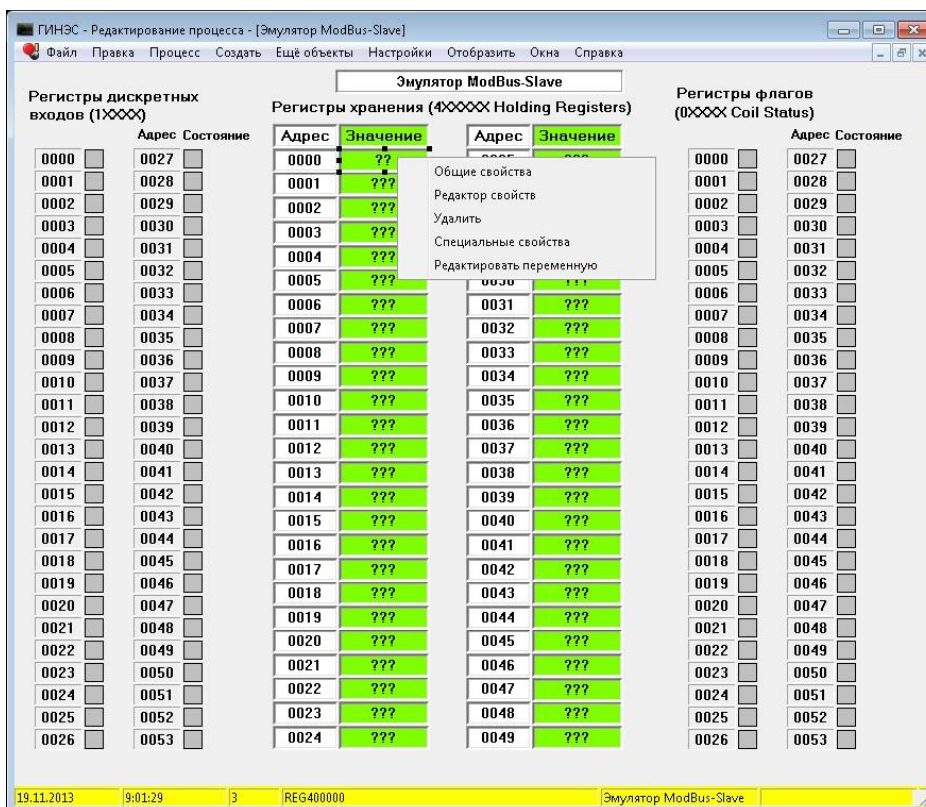 ГИНЭС - Редактирование процесса - [Эмулятор ModBus-Slave]
Файл Правка Процесс Создать Ещё объекты Настройки Отобразить Окна Справка
Эмулятор ModBus-Slave
Регистры дискретных
входов (1XXXX)
Регистры хранения (4XXXXX Holding Registers)
Регистры флагов
(0XXXX Coil Status)
Адрес Состояние
Адрес Значение Адрес Значение
Адрес Состояние
0000 0027 0000 ?? 0000 0027
0001 0028 0001 ??? 0001 0028
0002 0029 0002 ??? 0002 0029
0003 0030 0003 ??? 0003 0030
0004 0031 0004 ??? 0004 0031
0005 0032 0005 ??? 0005 0032
Общие свойства
Редактор свойств
Удалить
Специальные свойства
Редактировать переменную
0006 0033 0006 ??? 0031 ??? 0006 0033
0007 0034 0007 ??? 0032 ??? 0007 0034
0008 0035 0008 ??? 0033 ??? 0008 0035
0009 0036 0009 ??? 0034 ??? 0009 0036
0010 0037 0010 ??? 0035 ??? 0010 0037
0011 0038 0011 ??? 0036 ??? 0011 0038
0012 0039 0012 ??? 0037 ??? 0012 0039
0013 0040 0013 ??? 0038 ??? 0013 0040
0014 0041 0014 ??? 0039 ??? 0014 0041
0015 0042 0015 ??? 0040 ??? 0015 0042
0016 0043 0016 ??? 0041 ??? 0016 0043
0017 0044 0017 ??? 0042 ??? 0017 0044
0018 0045 0018 ??? 0043 ??? 0018 0045
0019 0046 0019 ??? 0044 ??? 0019 0046
0020 0047 0020 ??? 0045 ??? 0020 0047
0021 0048 0021 ??? 0046 ??? 0021 0048
0022 0049 0022 ??? 0047 ??? 0022 0049
0023 0050 0023 ??? 0048 ??? 0023 0050
0024 0051 0024 ??? 0049 ??? 0024 0051
0025 0052 0025 0052
0026 0053 0026 0053
19.11.2013 9:01:29 3 REG400000 Эмулятор ModBus-Slave